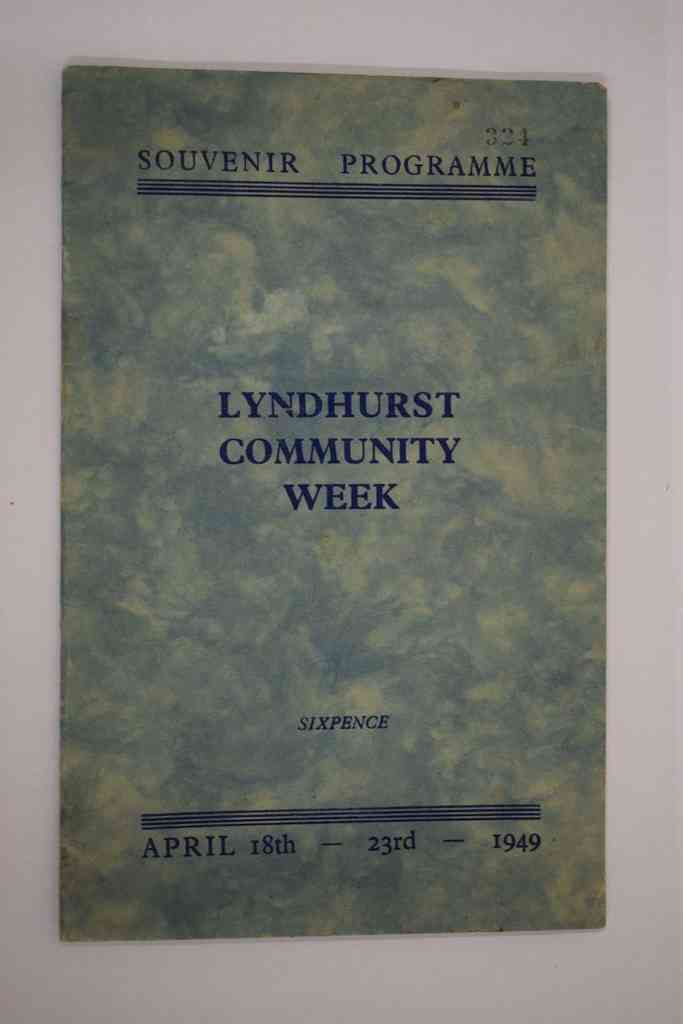 324
SOUVENIR PROGRAMME
LYNDHURST
COMMUNITY
WEEK
SIXPENCE
APRIL 18th — 23rd — 1949